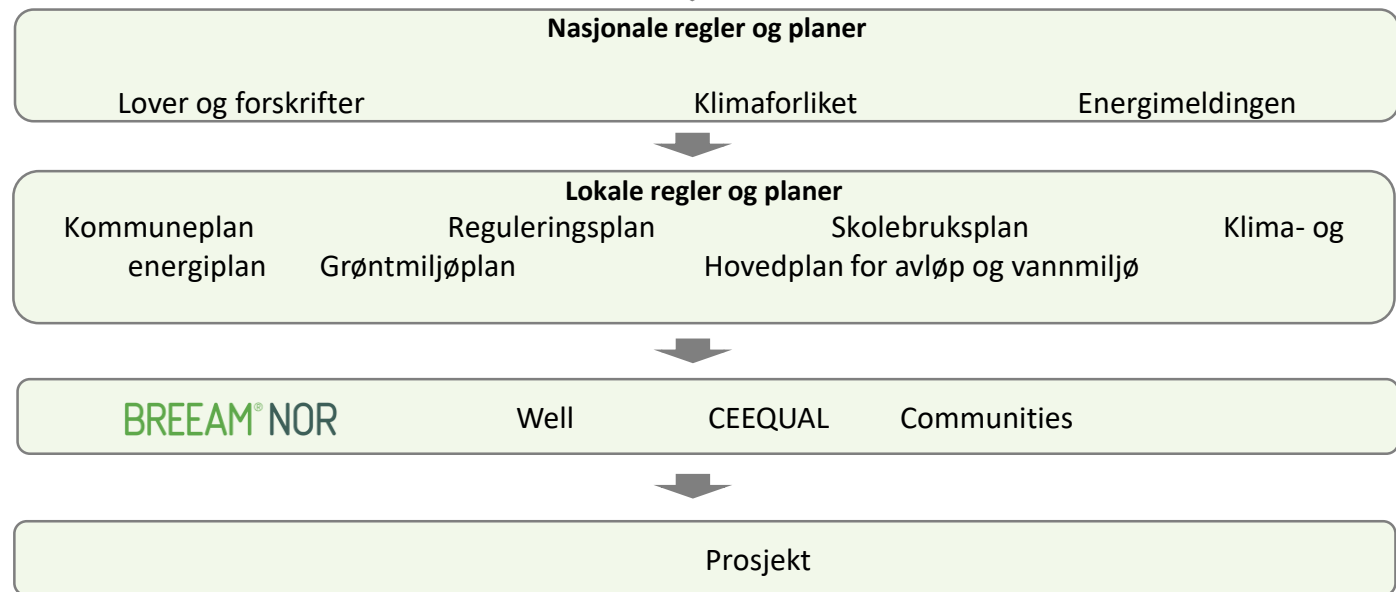 Nasjonale regler og planer
Lover og forskrifter Klimaforliket Energimeldingen
Lokale regler og planer
Kommuneplan Reguleringsplan Skolebruksplan Klima- og
energiplan Grøntmiljøplan Hovedplan for avløp og vannmiljø
BREEAM® NOR Well CEEQUAL Communities
Prosjekt